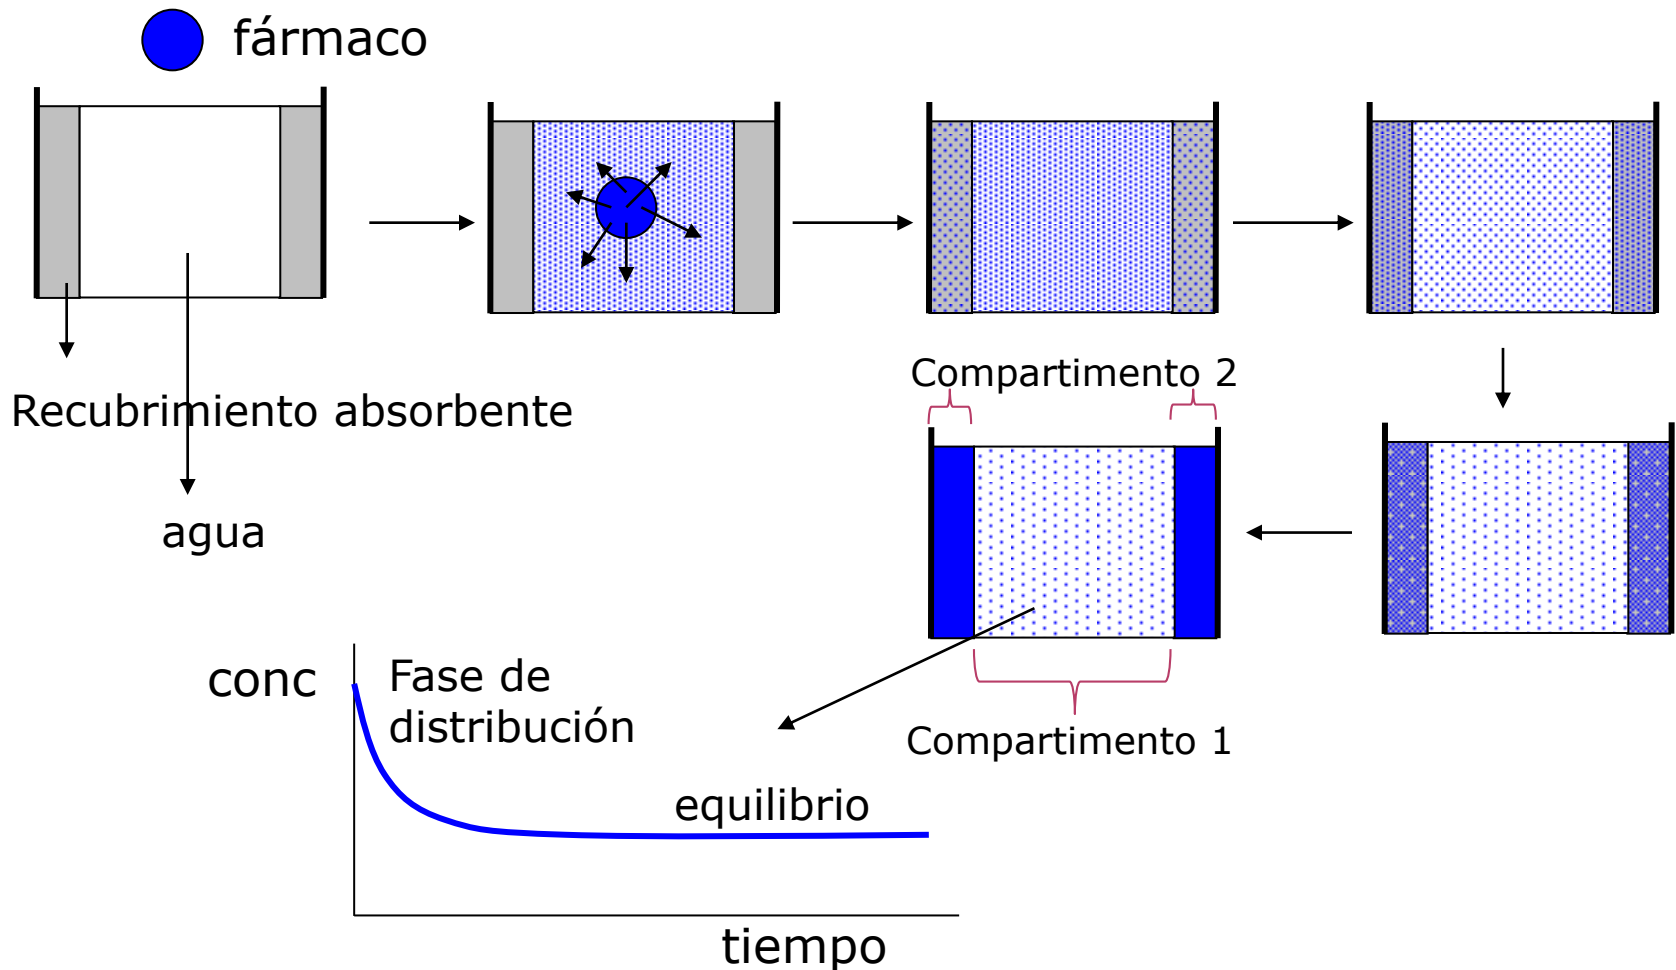 fármaco
Recubrimiento absorbente
agua
Compartimento 2
Compartimento 1
conc
Fase de
distribución
equilibrio
tiempo